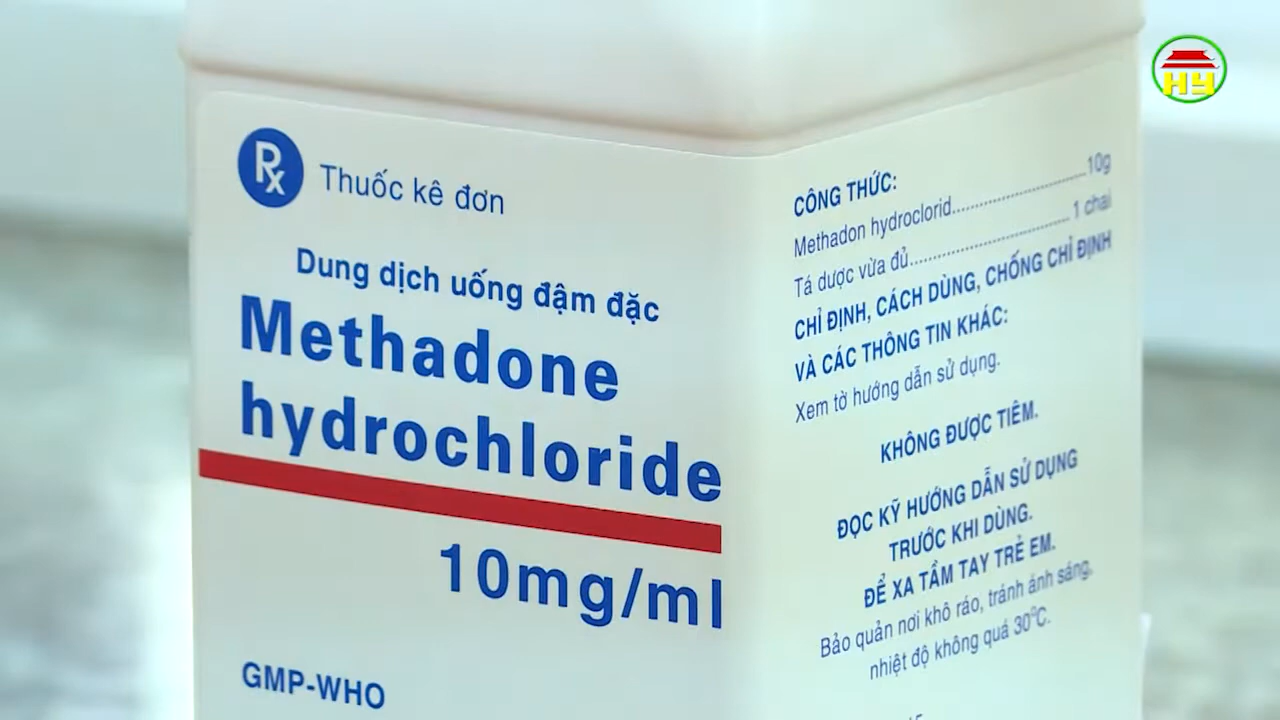 Rx Thuốc kê đơn
Dung dịch uống đậm đặc
Methadone
hydrochloride
10mg/ml
GMP-WHO
CÔNG THỨC:
Methadon hydroclorid........................10g
Tá dược vừa đủ.............................. 1 chai
CHỈ ĐỊNH, CÁCH DÙNG, CHỐNG CHỈ ĐỊNH
VÀ CÁC THÔNG TIN KHÁC:
Xem tờ hướng dẫn sử dụng.
KHÔNG ĐƯỢC TIÊM.
ĐỌC KỸ HƯỚNG DẪN SỬ DỤNG
TRƯỚC KHI DÙNG.
ĐỂ XA TẦM TAY TRẺ EM.
Bảo quản nơi khô ráo, tránh ánh sáng,
nhiệt độ không quá 30°C.
HY